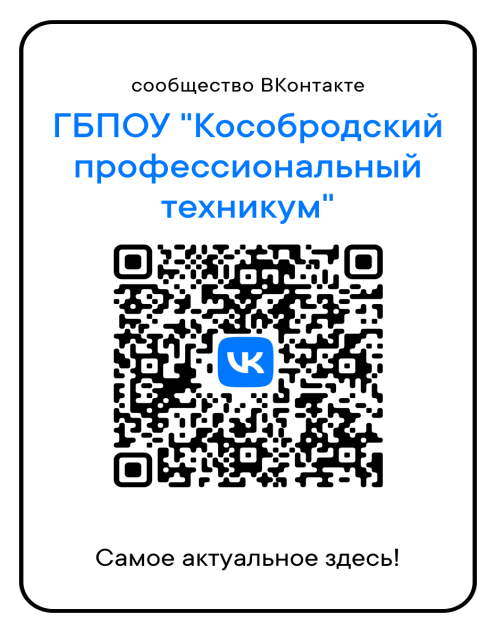 сообщество ВКонтакте
ГБПОУ "Кособродский
профессиональный
техникум"
Самое актуальное здесь!